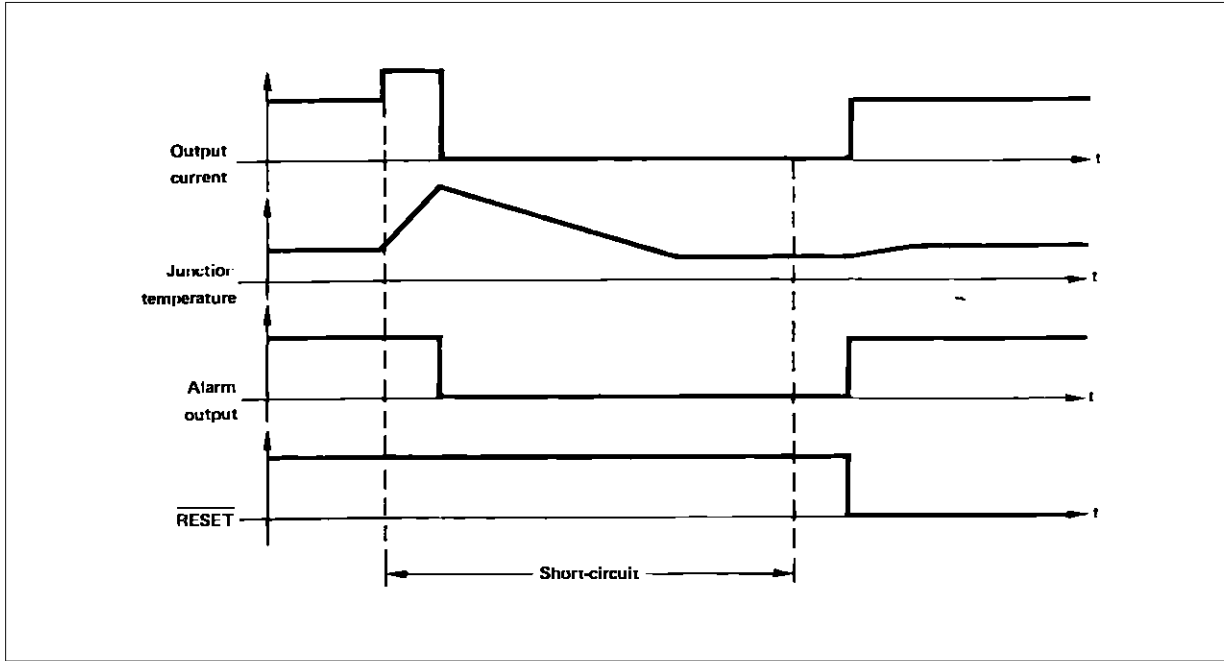 Output
current
t
Junction
temperature
t
Alarm
output
t
RESET
t
Short-circuit